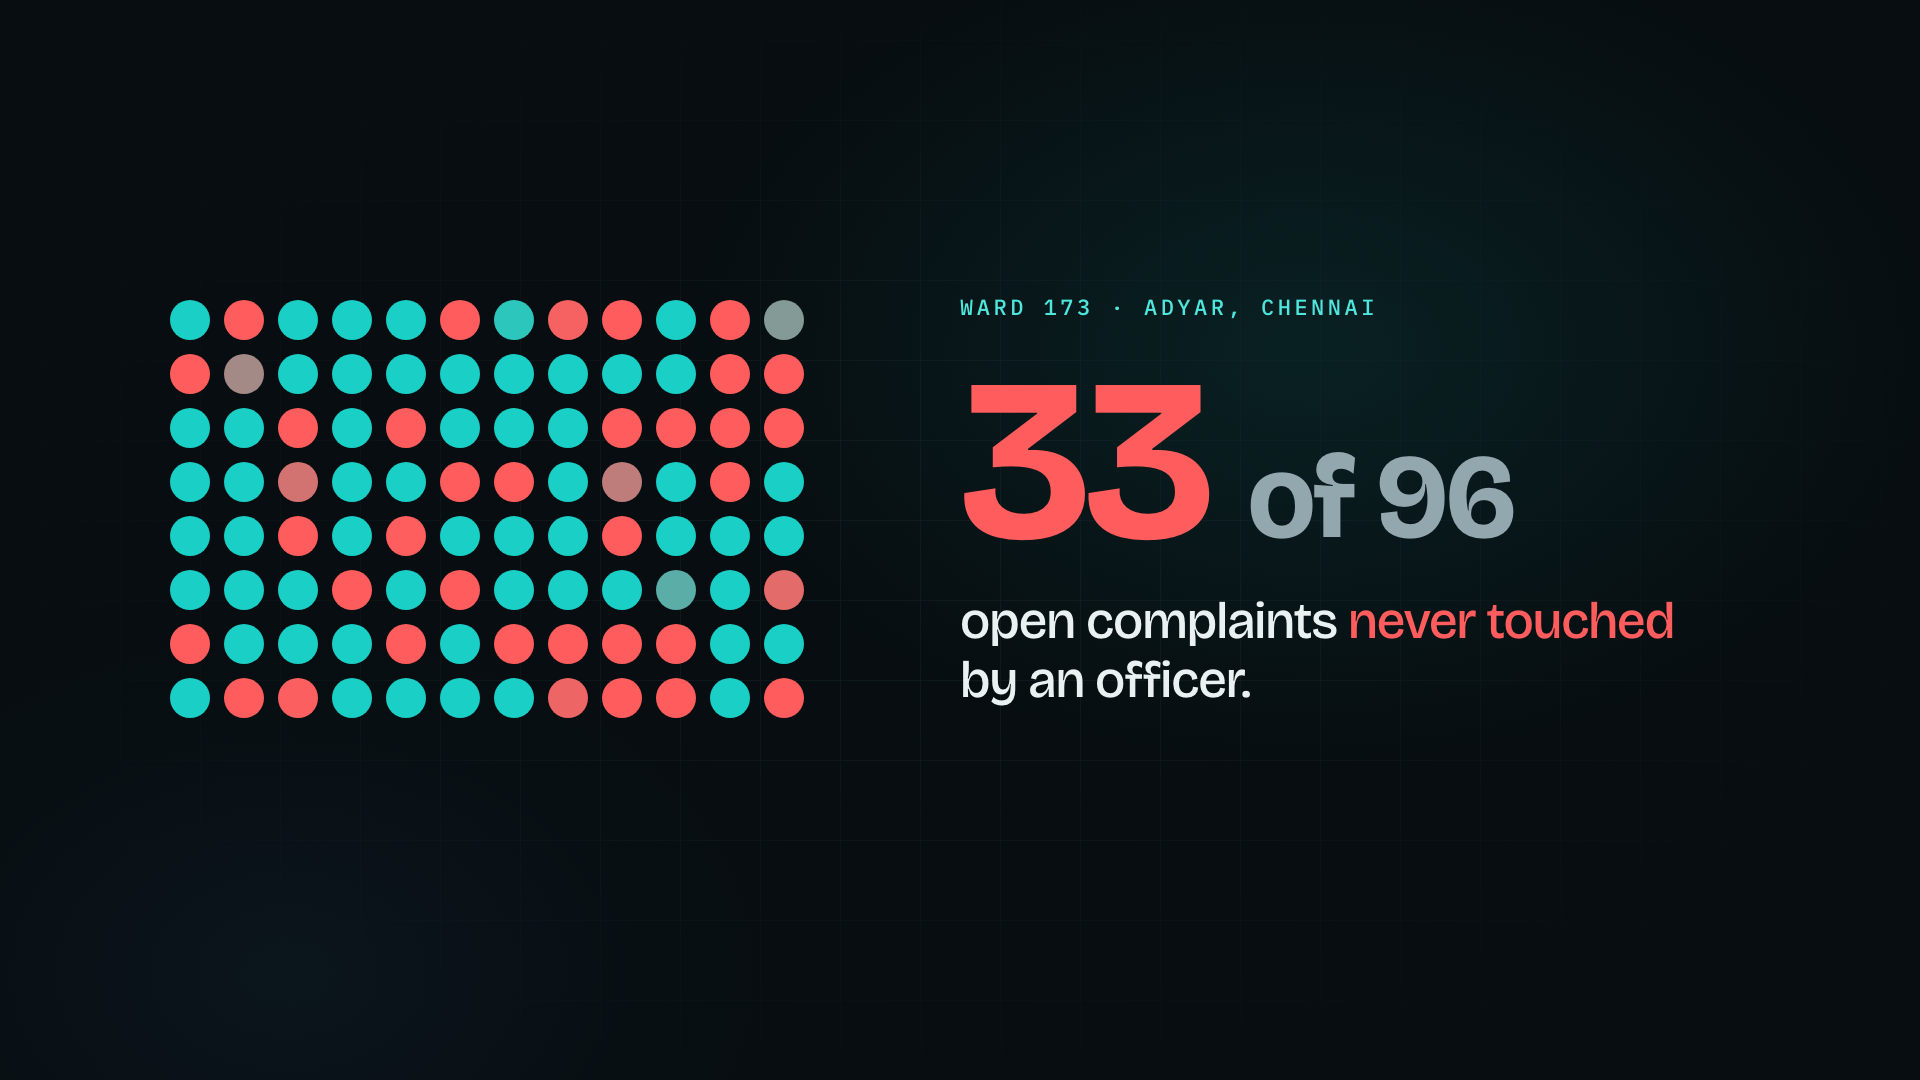 WARD 173 · ADYAR, CHENNAI
33 of 96
open complaints never touched
by an officer.